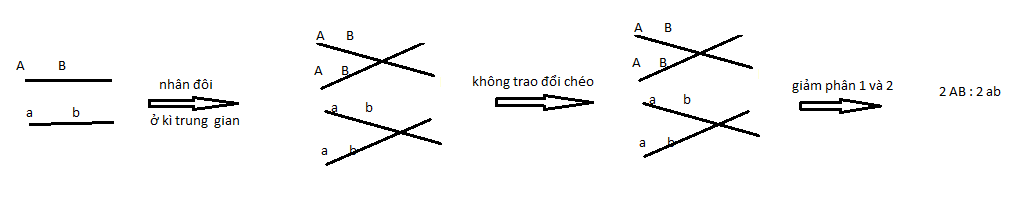 A B
a b
nhân đôi
ở kì trung gian
A B
A B
a b
a b
không trao đổi chéo
A B
A B
a b
a b
giảm phân 1 và 2
2 AB : 2 ab